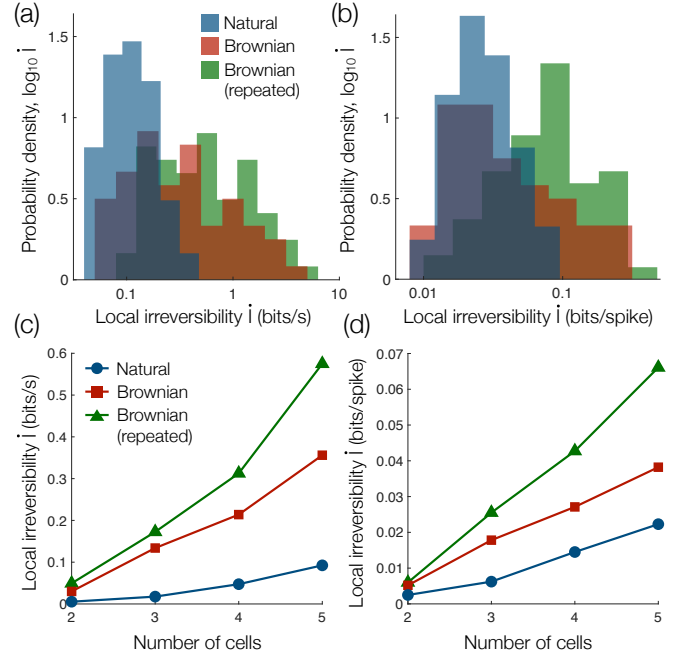 (a)
Probability density, log₁₀ İ
1.5
1
0.5
0
0.1
1
10
Local irreversibility İ (bits/s)
Natural
Brownian
Brownian
(repeated)
(b)
Probability density, log₁₀ İ
1.5
1
0.5
0
0.01
0.1
Local irreversibility İ (bits/spike)
(c)
Local irreversibility İ (bits/s)
0.6
0.5
0.4
0.3
0.2
0.1
0
2
3
4
5
Number of cells
Natural
Brownian
Brownian
(repeated)
(d)
Local irreversibility İ (bits/spike)
0.07
0.06
0.05
0.04
0.03
0.02
0.01
0
2
3
4
5
Number of cells